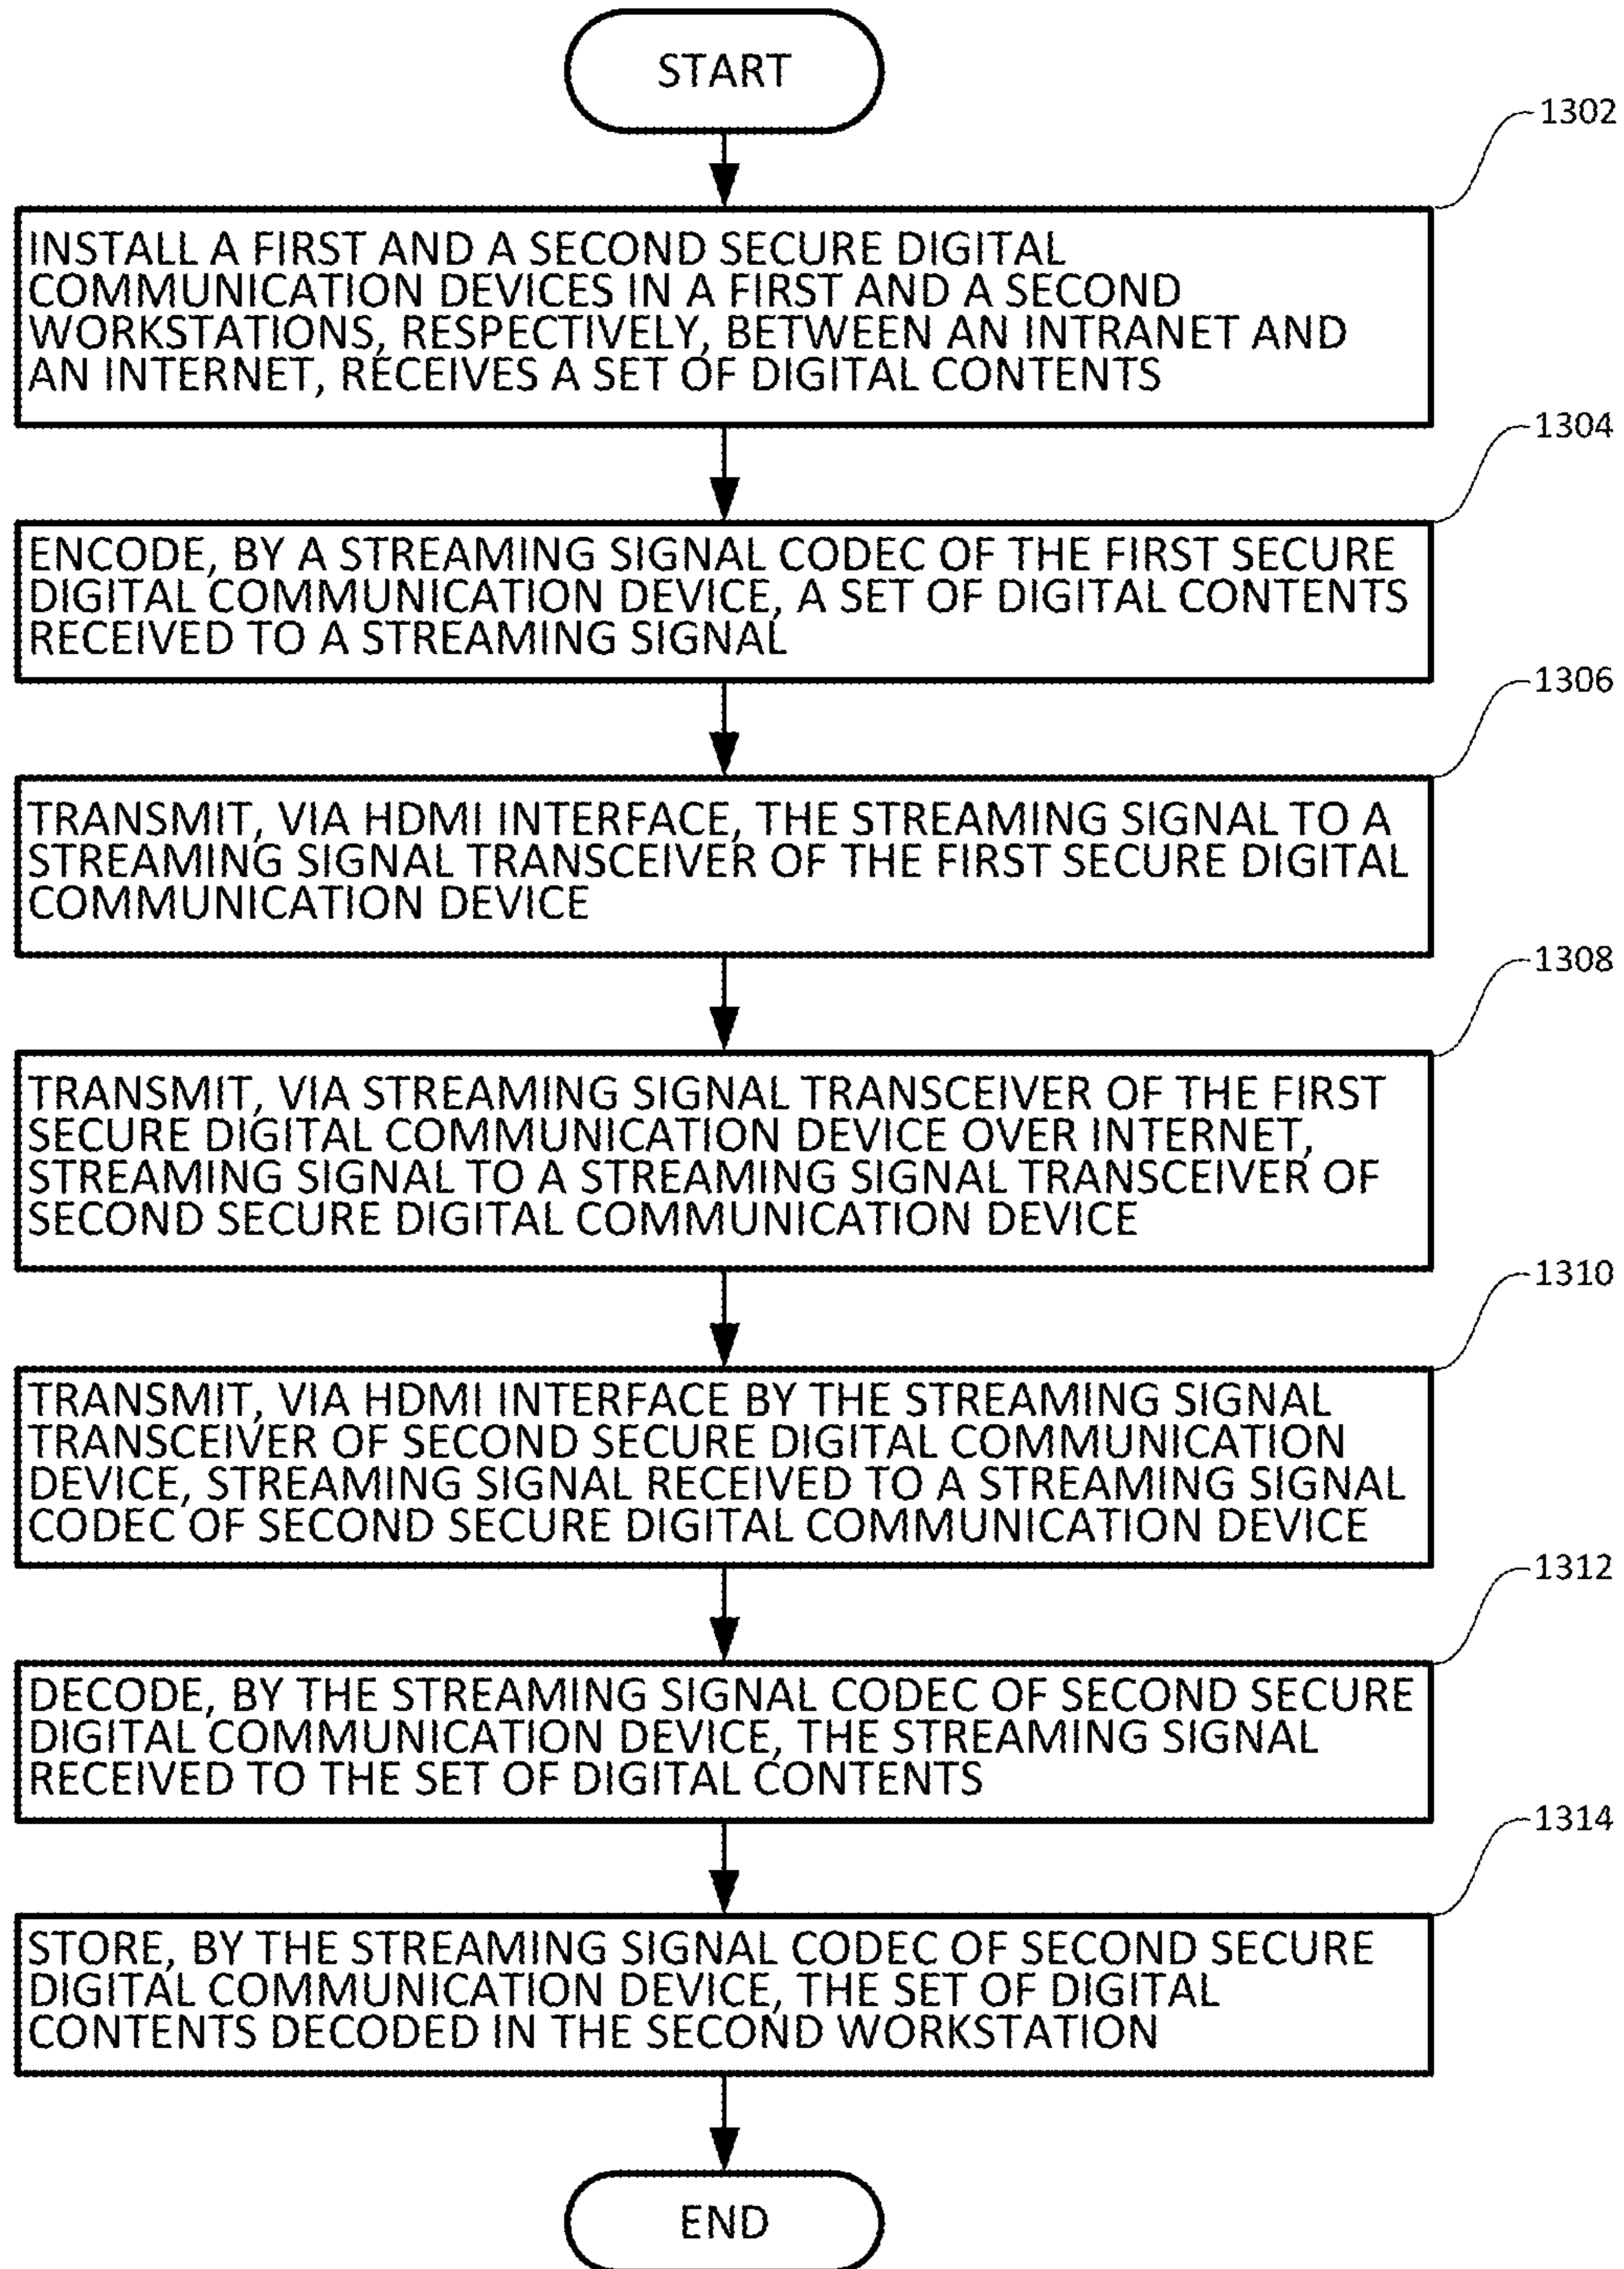 START
1302
INSTALL A FIRST AND A SECOND SECURE DIGITAL
COMMUNICATION DEVICES IN A FIRST AND A SECOND
WORKSTATIONS, RESPECTIVELY, BETWEEN AN INTRANET AND
AN INTERNET, RECEIVES A SET OF DIGITAL CONTENTS
1304
ENCODE, BY A STREAMING SIGNAL CODEC OF THE FIRST SECURE
DIGITAL COMMUNICATION DEVICE, A SET OF DIGITAL CONTENTS
RECEIVED TO A STREAMING SIGNAL
1306
TRANSMIT, VIA HDMI INTERFACE, THE STREAMING SIGNAL TO A
STREAMING SIGNAL TRANSCEIVER OF THE FIRST SECURE DIGITAL
COMMUNICATION DEVICE
1308
TRANSMIT, VIA STREAMING SIGNAL TRANSCEIVER OF THE FIRST
SECURE DIGITAL COMMUNICATION DEVICE OVER INTERNET,
STREAMING SIGNAL TO A STREAMING SIGNAL TRANSCEIVER OF
SECOND SECURE DIGITAL COMMUNICATION DEVICE
1310
TRANSMIT, VIA HDMI INTERFACE BY THE STREAMING SIGNAL
TRANSCEIVER OF SECOND SECURE DIGITAL COMMUNICATION
DEVICE, STREAMING SIGNAL RECEIVED TO A STREAMING SIGNAL
CODEC OF SECOND SECURE DIGITAL COMMUNICATION DEVICE
1312
DECODE, BY THE STREAMING SIGNAL CODEC OF SECOND SECURE
DIGITAL COMMUNICATION DEVICE, THE STREAMING SIGNAL
RECEIVED TO THE SET OF DIGITAL CONTENTS
1314
STORE, BY THE STREAMING SIGNAL CODEC OF SECOND SECURE
DIGITAL COMMUNICATION DEVICE, THE SET OF DIGITAL
CONTENTS DECODED IN THE SECOND WORKSTATION
END